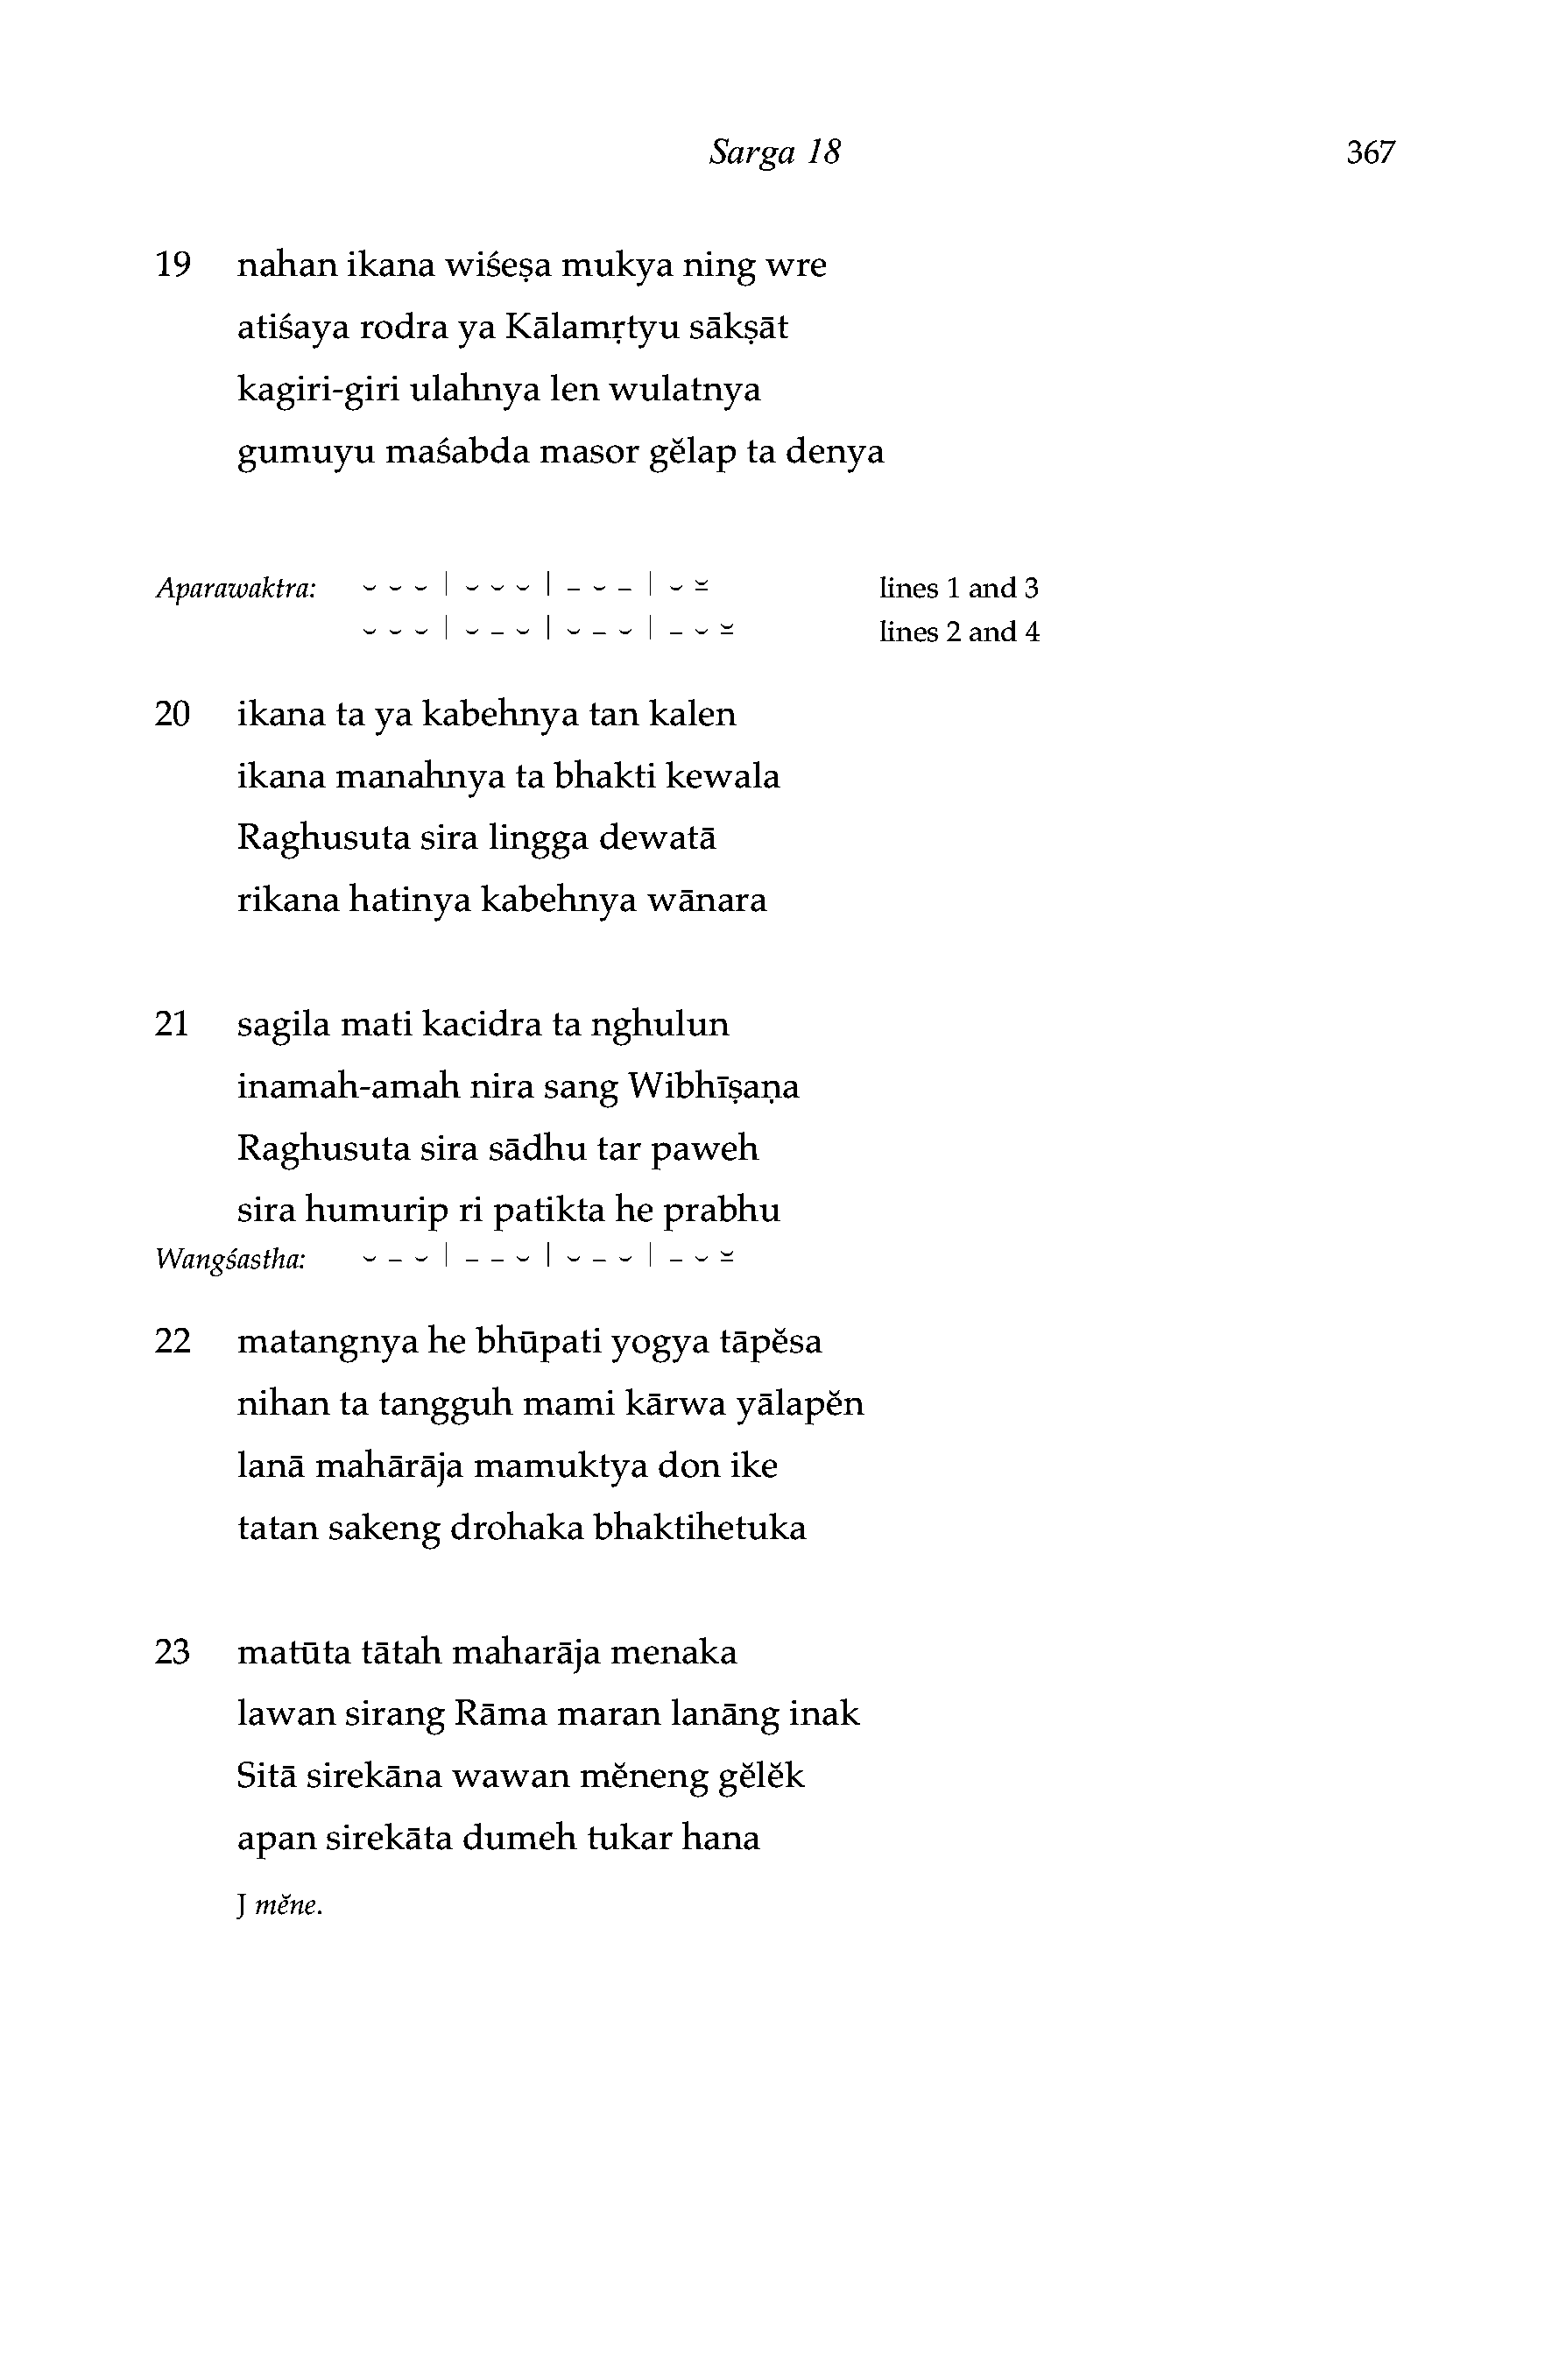 Sarga 18 367
19 nahan ikana wiśeṣa mukya ning wre
atiśaya rodra ya Kālamṛtyu sākṣāt
kagiri-giri ulahnya len wulatnya
gumuyu maśabda masor gĕlap ta denya
Aparawaktra: ⏑ ⏑ ⏑ | ⏑ ⏑ ⏑ | – ⏑ – | ⏑ ⏓ lines 1 and 3
⏑ ⏑ ⏑ | ⏑ – ⏑ | ⏑ – ⏑ | – ⏑ ⏓ lines 2 and 4
20 ikana ta ya kabehnya tan kalen
ikana manahnya ta bhakti kewala
Raghusuta sira lingga dewatā
rikana hatinya kabehnya wānara
21 sagila mati kacidra ta nghulun
inamah-amah nira sang Wibhīṣaṇa
Raghusuta sira sādhu tar paweh
sira humurip ri patikta he prabhu
Wangśastha: ⏑ – ⏑ | – – ⏑ | ⏑ – ⏑ | – ⏑ ⏓
22 matangnya he bhūpati yogya tāpĕsa
nihan ta tangguh mami kārwa yālapĕn
lanā mahārāja mamuktya don ike
tatan sakeng drohaka bhaktihetuka
23 matūta tātah maharāja menaka
lawan sirang Rāma maran lanāng inak
Sitā sirekāna wawan mĕneng gĕlĕk
apan sirekāta dumeh tukar hana
J mĕne.